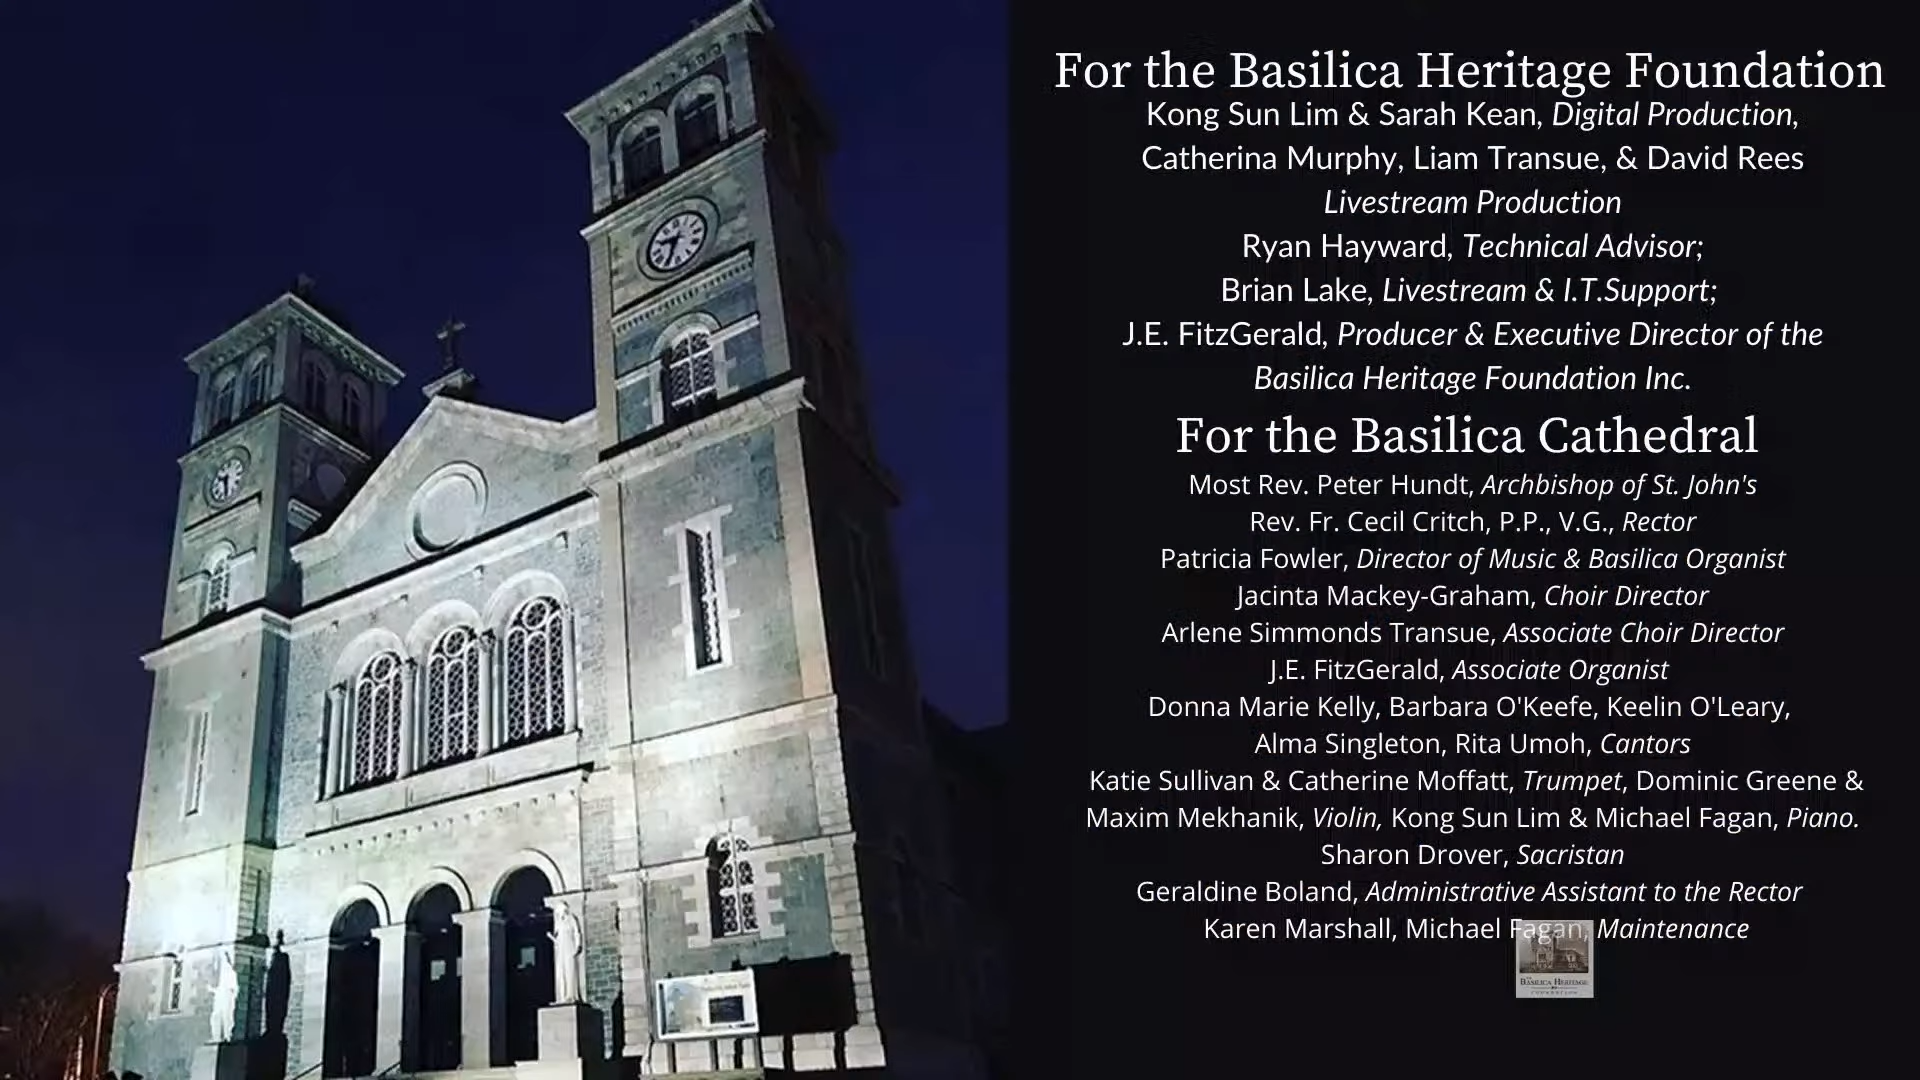 For the Basilica Heritage Foundation
Kong Sun Lim & Sarah Kean, Digital Production,
Catherina Murphy, Liam Transue, & David Rees
Livestream Production
Ryan Hayward, Technical Advisor;
Brian Lake, Livestream & I.T.Support;
J.E. FitzGerald, Producer & Executive Director of the
Basilica Heritage Foundation Inc.
For the Basilica Cathedral
Most Rev. Peter Hundt, Archbishop of St. John's
Rev. Fr. Cecil Critch, P.P., V.G., Rector
Patricia Fowler, Director of Music & Basilica Organist
Jacinta Mackey-Graham, Choir Director
Arlene Simmonds Transue, Associate Choir Director
J.E. FitzGerald, Associate Organist
Donna Marie Kelly, Barbara O'Keefe, Keelin O'Leary,
Alma Singleton, Rita Umoh, Cantors
Katie Sullivan & Catherine Moffatt, Trumpet, Dominic Greene &
Maxim Mekhanik, Violin, Kong Sun Lim & Michael Fagan, Piano.
Sharon Drover, Sacristan
Geraldine Boland, Administrative Assistant to the Rector
Karen Marshall, Michael Fagan, Maintenance
Basilica Heritage
Foundation